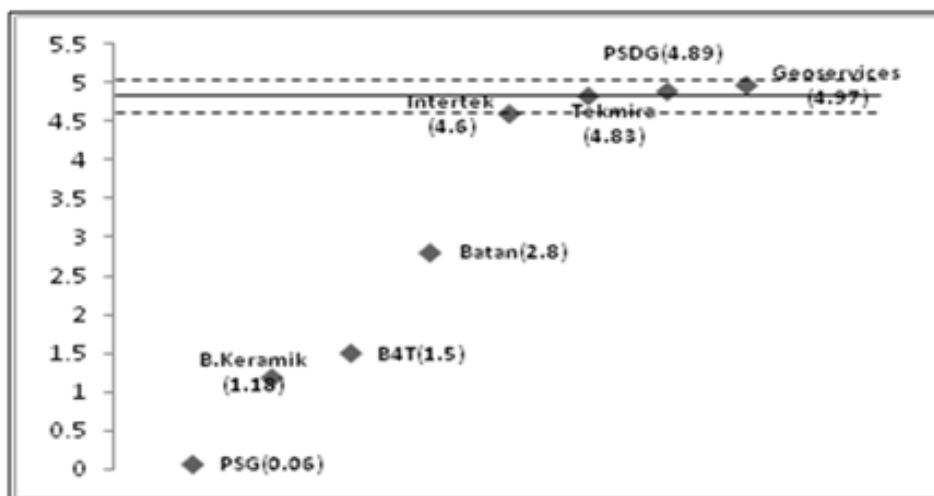 5.5
5
4.5
4
3.5
3
2.5
2
1.5
1
0.5
0
PSDG(4.89)
Geoservices
(4.97)
Intertek
(4.6)
Tekmira
(4.83)
Batan(2.8)
B4T(1.5)
B.Keramik
(1.18)
PSG(0.06)